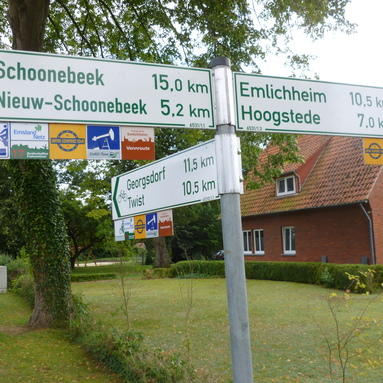 Schoonebeek 15,0 km
Nieuw-Schoonebeek 5,2 km
Emlichheim 10,5 k
Hoogstede 7,0 k
Georgsdorf 11,5 km
Twist 10,5 km